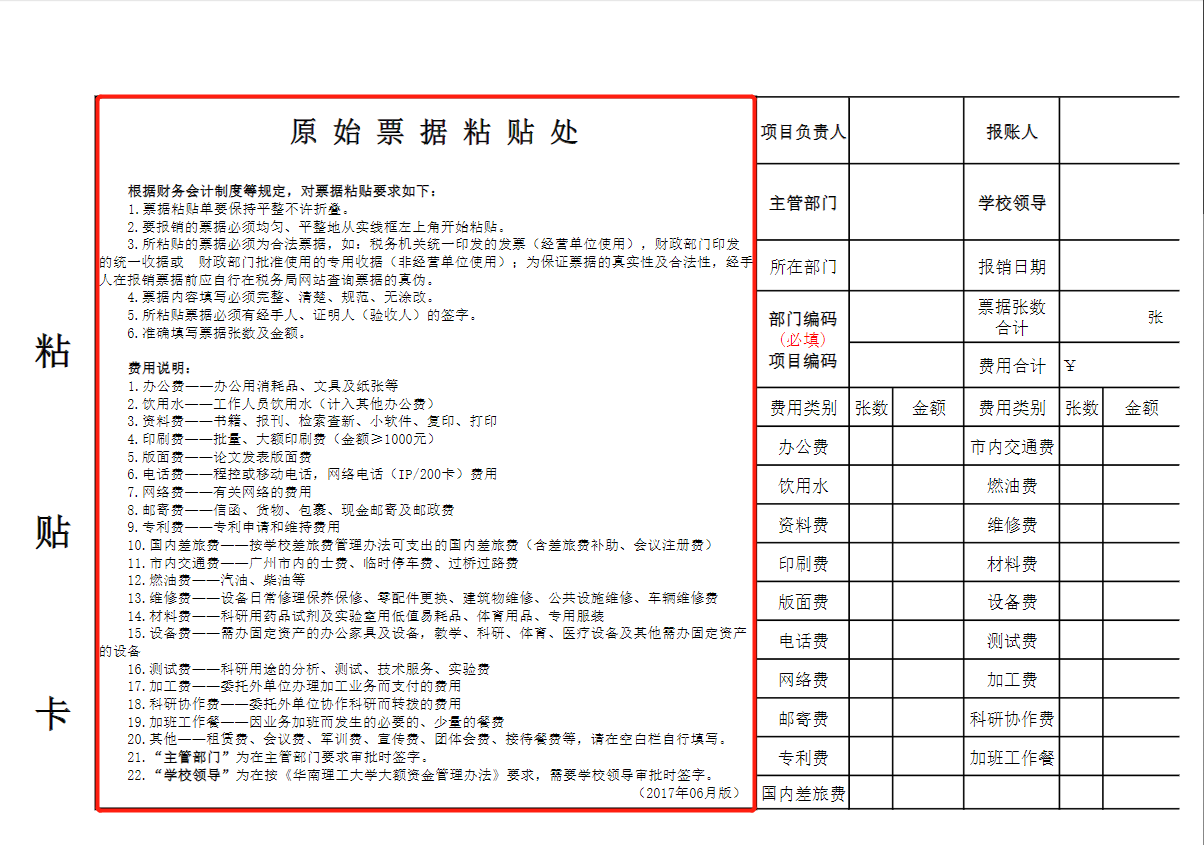 粘
贴
卡
原始票据粘贴处
根据财务会计制度等规定，对票据粘贴要求如下：
1.票据粘贴单要保持平整不许折叠。
2.要报销的票据必须均匀、平整地从实线框左上角开始粘贴。
3.所粘贴的票据必须为合法票据，如：税务机关统一印发的发票（经营单位使用），财政部门印发
的统一收据或 财政部门批准使用的专用收据（非经营单位使用）；为保证票据的真实性及合法性，经手
人在报销票据前应自行在税务局网站查询票据的真伪。
4.票据内容填写必须完整、清楚、规范、无涂改。
5.所粘贴票据必须有经手人、证明人（验收人）的签字。
6.准确填写票据张数及金额。
费用说明：
1.办公费——办公用消耗品、文具及纸张等
2.饮用水——工作人员饮用水（计入其他办公费）
3.资料费——书籍、报刊、检索查新、小软件、复印、打印
4.印刷费——批量、大额印刷费（金额≥1000元）
5.版面费——论文发表版面费
6.电话费——程控或移动电话，网络电话（IP/200卡）费用
7.网络费——有关网络的费用
8.邮寄费——信函、货物、包裹、现金邮寄及邮政费
9.专利费——专利申请和维持费用
10.国内差旅费——按学校差旅费管理办法可支出的国内差旅费（含差旅费补助、会议注册费）
11.市内交通费——广州市内的士费、临时停车费、过桥过路费
12.燃油费——汽油、柴油等
13.维修费——设备日常修理保养保修、零配件更换、建筑物维修、公共设施维修、车辆维修费
14.材料费——科研用药品试剂及实验室用低值易耗品、体育用品、专用服装
15.设备费——需办固定资产的办公家具及设备，教学、科研、体育、医疗设备及其他需办固定资产
的设备
16.测试费——科研用途的分析、测试、技术服务、实验费
17.加工费——委托外单位办理加工业务而支付的费用
18.科研协作费——委托外单位协作科研而转拨的费用
19.加班工作餐——因业务加班而发生的必要的、少量的餐费
20.其他——租赁费、会议费、军训费、宣传费、团体会费、接待餐费等，请在空白栏自行填写。
21.“主管部门”为在主管部门要求审批时签字。
22.“学校领导”为在按《华南理工大学大额资金管理办法》要求，需要学校领导审批时签字。
（2017年06月版）
项目负责人 报账人
主管部门 学校领导
所在部门 报销日期
部门编码
（必填）
项目编码
票据张数
合计
张
费用合计 ￥
费用类别 张数 金额 费用类别 张数 金额
办公费 市内交通费
饮用水 燃油费
资料费 维修费
印刷费 材料费
版面费 设备费
电话费 测试费
网络费 加工费
邮寄费 科研协作费
专利费 加班工作餐
国内差旅费